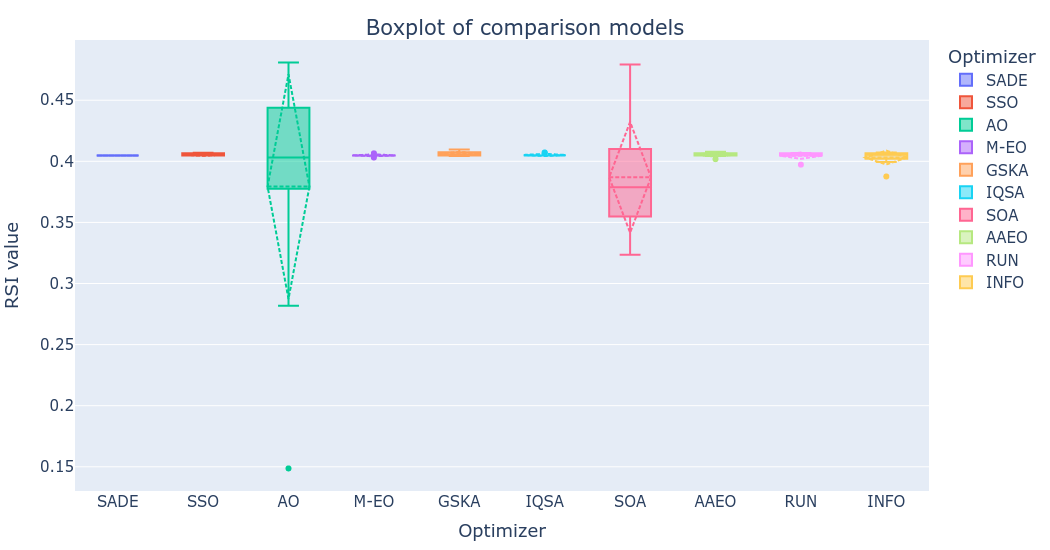 Boxplot of comparison models
RSI value
0.45
0.4
0.35
0.3
0.25
0.2
0.15
SADE
SSO
AO
M-EO
GSKA
IQSA
SOA
AAEO
RUN
INFO
Optimizer
Optimizer
SADE
SSO
AO
M-EO
GSKA
IQSA
SOA
AAEO
RUN
INFO